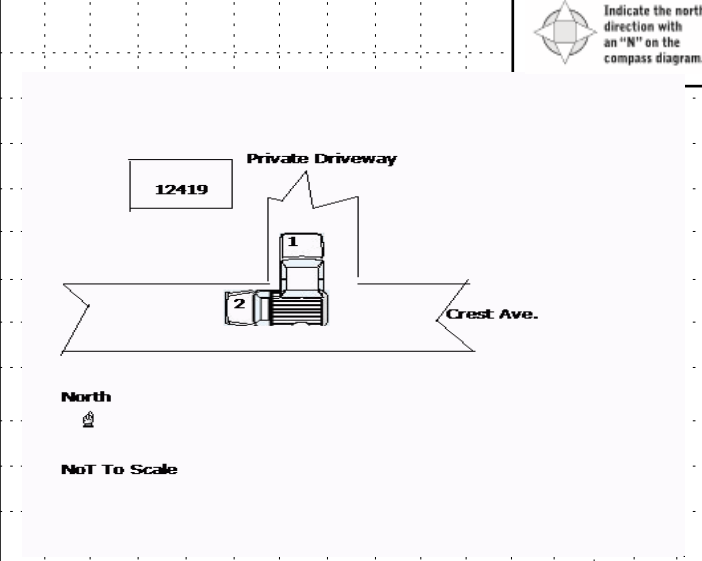 Indicate the north
direction with
an "N" on the
compass diagram.
Private Driveway
12419
1
2
Crest Ave.
North
NoT To Scale